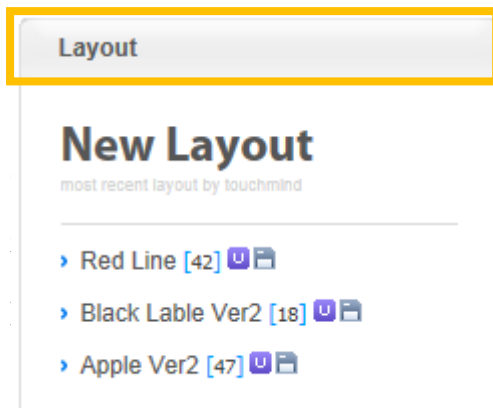 Layout
New Layout
most recent layout by touchmind
Red Line [42] U
Black Lable Ver2 [18] U
Apple Ver2 [47] U